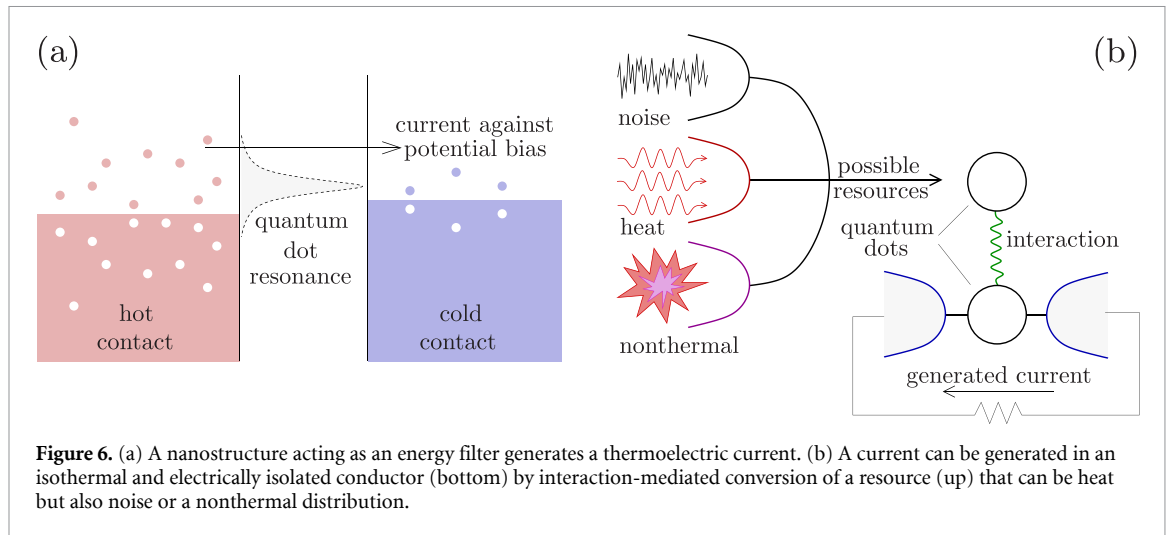 (a)
current against
potential bias
quantum
dot
resonance
hot
contact
cold
contact
(b)
noise
heat
nonthermal
possible
resources
quantum
dots
interaction
generated current
Figure 6. (a) A nanostructure acting as an energy filter generates a thermoelectric current. (b) A current can be generated in an
isothermal and electrically isolated conductor (bottom) by interaction-mediated conversion of a resource (up) that can be heat
but also noise or a nonthermal distribution.